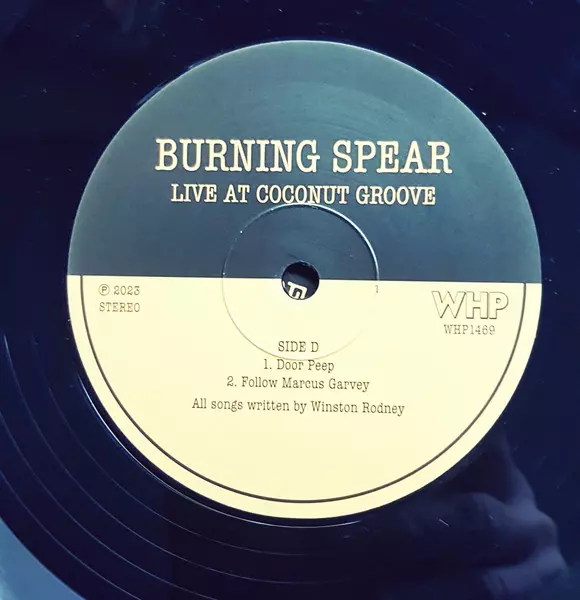 BURNING SPEAR
LIVE AT COCONUT GROOVE
℗ 2023
STEREO
1
WHP
WHP1469
SIDE D
1. Door Peep
2. Follow Marcus Garvey
All songs written by Winston Rodney